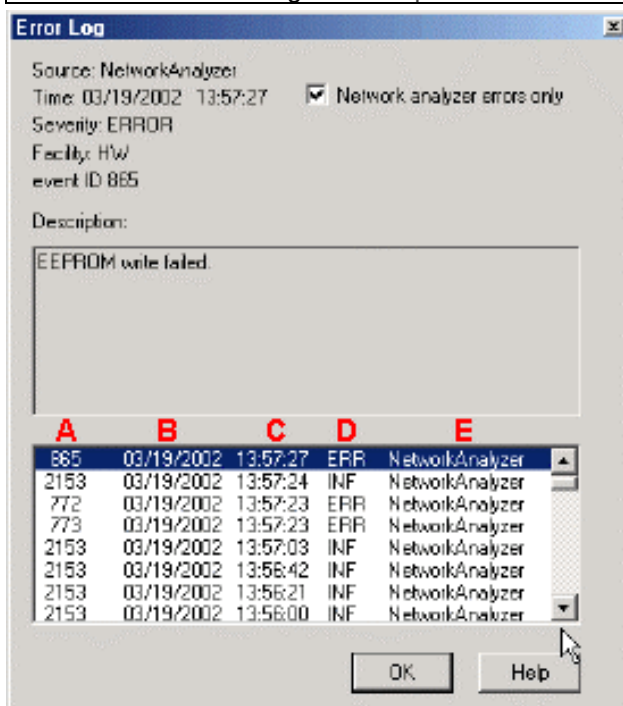 Error Log
Source: NetworkAnalyzer
Time: 03/19/2002 13:57:27
Network analyzer errors only
Severity: ERROR
Facility: HW
event ID 865
Description:
EEPROM write failed.
A B C D E
865 03/19/2002 13:57:27 ERR NetworkAnalyzer
2153 03/19/2002 13:57:24 INF NetworkAnalyzer
772 03/19/2002 13:57:23 ERR NetworkAnalyzer
773 03/19/2002 13:57:23 ERR NetworkAnalyzer
2153 03/19/2002 13:57:03 INF NetworkAnalyzer
2153 03/19/2002 13:56:42 INF NetworkAnalyzer
2153 03/19/2002 13:56:21 INF NetworkAnalyzer
2153 03/19/2002 13:56:00 INF NetworkAnalyzer
OK Help